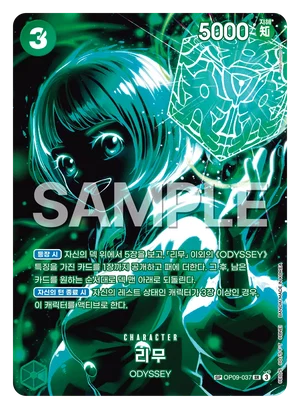 3
5000
지혜
知
SAMPLE
등장 시 자신의 덱 위에서 5장을 보고, 「리무」 이외의 《ODYSSEY》
특징을 가진 카드를 1장까지 공개하고 패에 더한다. 그 후, 남은
카드를 원하는 순서대로 덱 맨 아래로 되돌린다.
자신의 턴 종료 시 자신의 레스트 상태인 캐릭터가 3장 이상인 경우,
이 캐릭터를 액티브로 한다.
CHARACTER
리무
ODYSSEY
SP OP09-037 SR 3